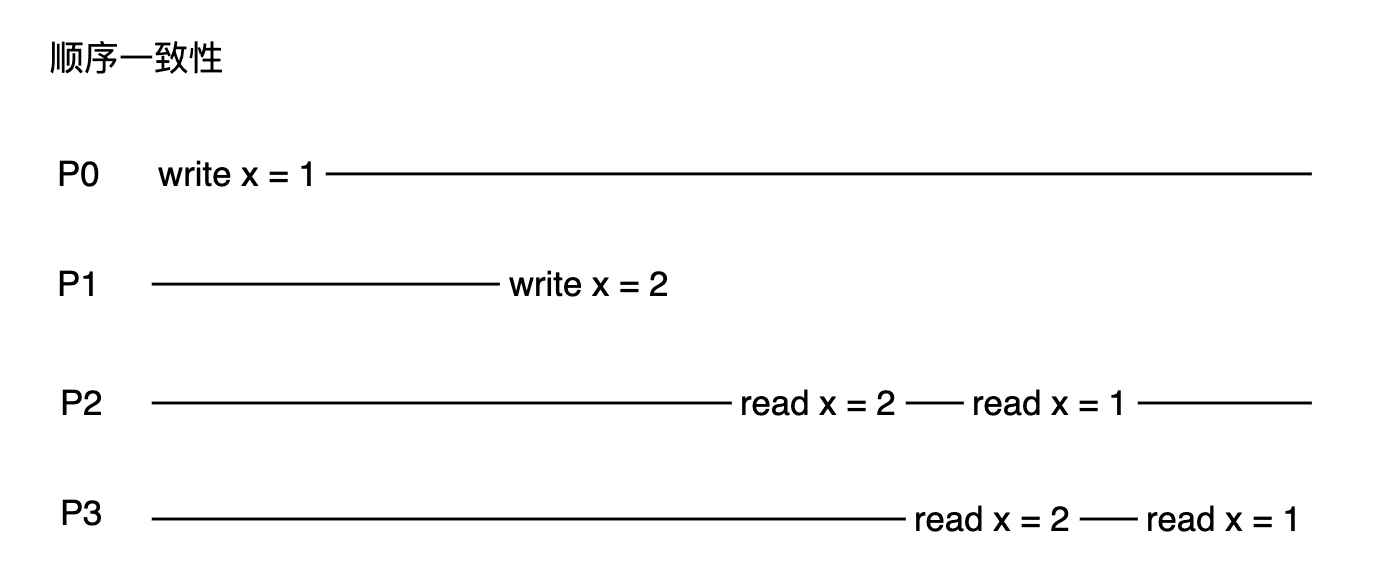 顺序一致性
P0 write x = 1
P1 write x = 2
P2 read x = 2 read x = 1
P3 read x = 2 read x = 1